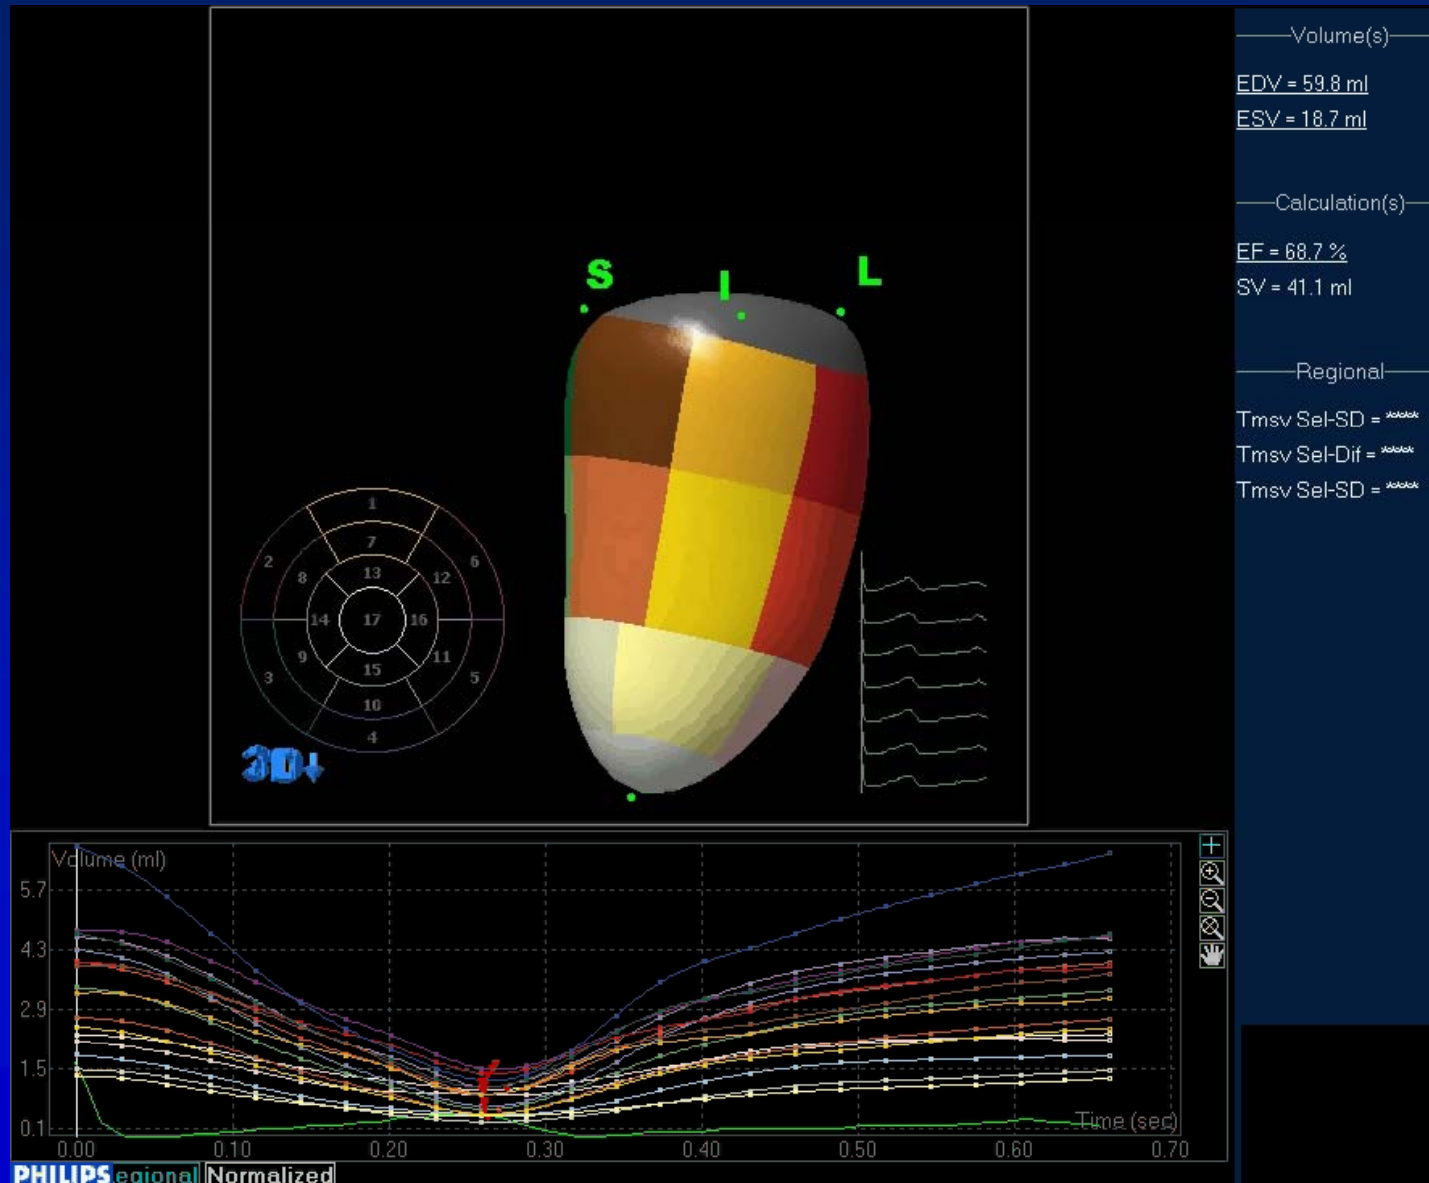 Volume(s)
EDV = 59.8 ml
ESV = 18.7 ml
Calculation(s)
EF = 68.7 %
SV = 41.1 ml
Regional
Tmsv Sel-SD = ****
Tmsv Sel-Dif = ****
Tmsv Sel-SD = ****
S I L
1
7
2 6
8 13 12
14 17 16
9 15 11
3 5
10
4
3D
Volume (ml)
5.7
4.3
2.9
1.5
0.1
Time (sec)
0.00 0.10 0.20 0.30 0.40 0.50 0.60 0.70
PHILIPS egional Normalized